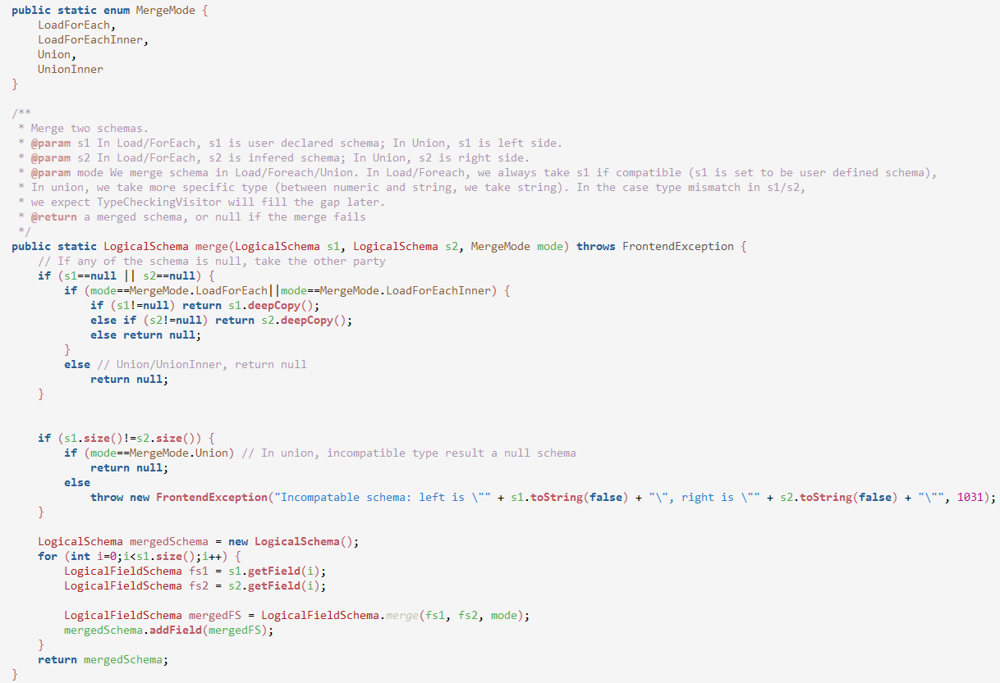 public static enum MergeMode {
    LoadForEach,
    LoadForEachInner,
    Union,
    UnionInner
}
/**
 * Merge two schemas.
 * @param s1 In Load/ForEach, s1 is user declared schema; In Union, s1 is left side.
 * @param s2 In Load/ForEach, s2 is infered schema; In Union, s2 is right side.
 * @param mode We merge schema in Load/Foreach/Union. In Load/Foreach, we always take s1 if compatible (s1 is set to be user defined schema),
 * In union, we take more specific type (between numeric and string, we take string). In the case type mismatch in s1/s2,
 * we expect TypeCheckingVisitor will fill the gap later.
 * @return a merged schema, or null if the merge fails
 */
public static LogicalSchema merge(LogicalSchema s1, LogicalSchema s2, MergeMode mode) throws FrontendException {
    // If any of the schema is null, take the other party
    if (s1==null || s2==null) {
        if (mode==MergeMode.LoadForEach||mode==MergeMode.LoadForEachInner) {
            if (s1!=null) return s1.deepCopy();
            else if (s2!=null) return s2.deepCopy();
            else return null;
        }
        else // Union/UnionInner, return null
            return null;
    }
    if (s1.size()!=s2.size()) {
        if (mode==MergeMode.Union) // In union, incompatible type result a null schema
            return null;
        else
            throw new FrontendException("Incompatable schema: left is \"" + s1.toString(false) + "\", right is \"" + s2.toString(false) + "\"", 1031);
    }
    LogicalSchema mergedSchema = new LogicalSchema();
    for (int i=0;i<s1.size();i++) {
        LogicalFieldSchema fs1 = s1.getField(i);
        LogicalFieldSchema fs2 = s2.getField(i);
        LogicalFieldSchema mergedFS = LogicalFieldSchema.merge(fs1, fs2, mode);
        mergedSchema.addField(mergedFS);
    }
    return mergedSchema;
}